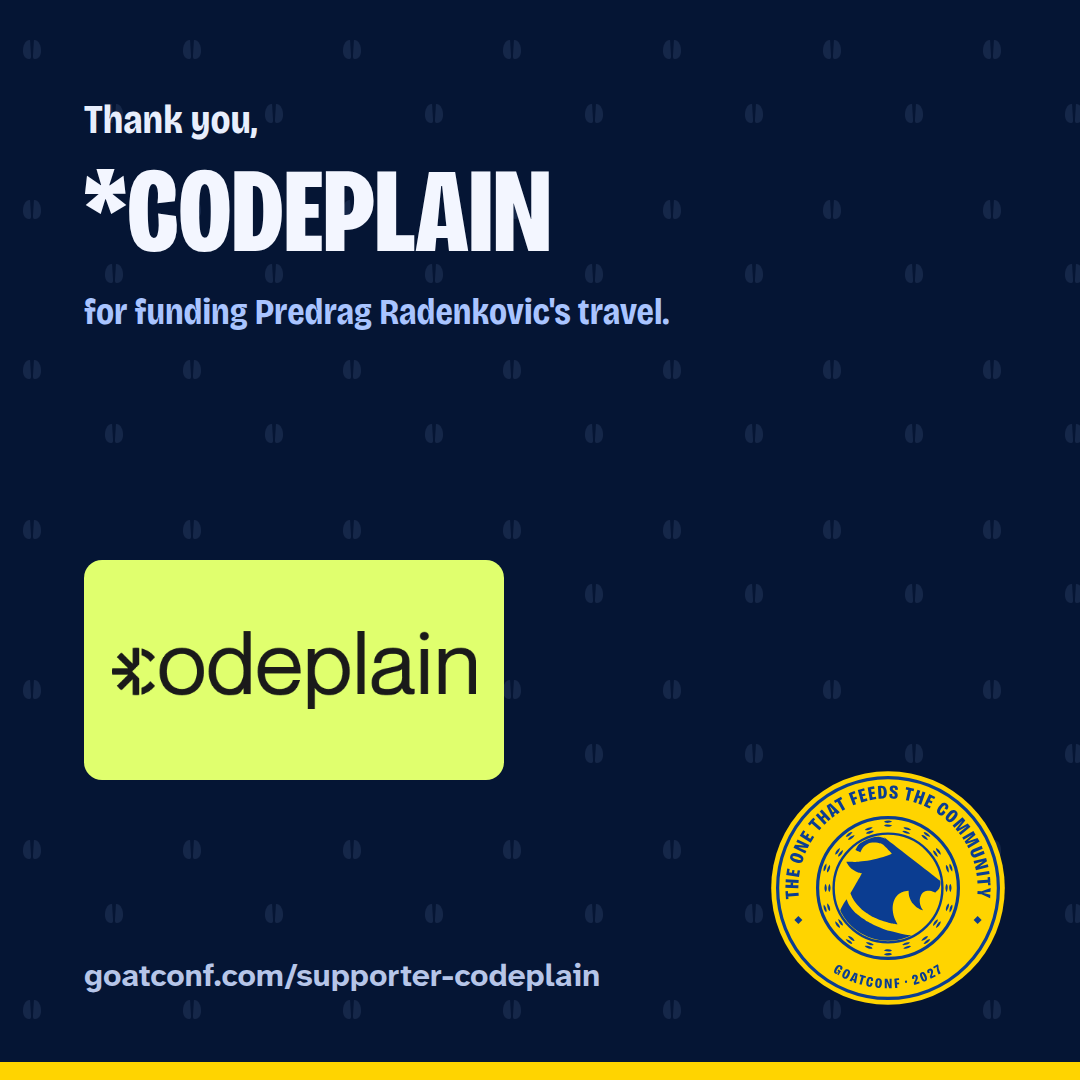 Thank you,
*CODEPLAIN
for funding Predrag Radenkovic's travel.
codeplain
THE ONE THAT FEEDS THE COMMUNITY
GOATCONF · 2027
goatconf.com/supporter-codeplain